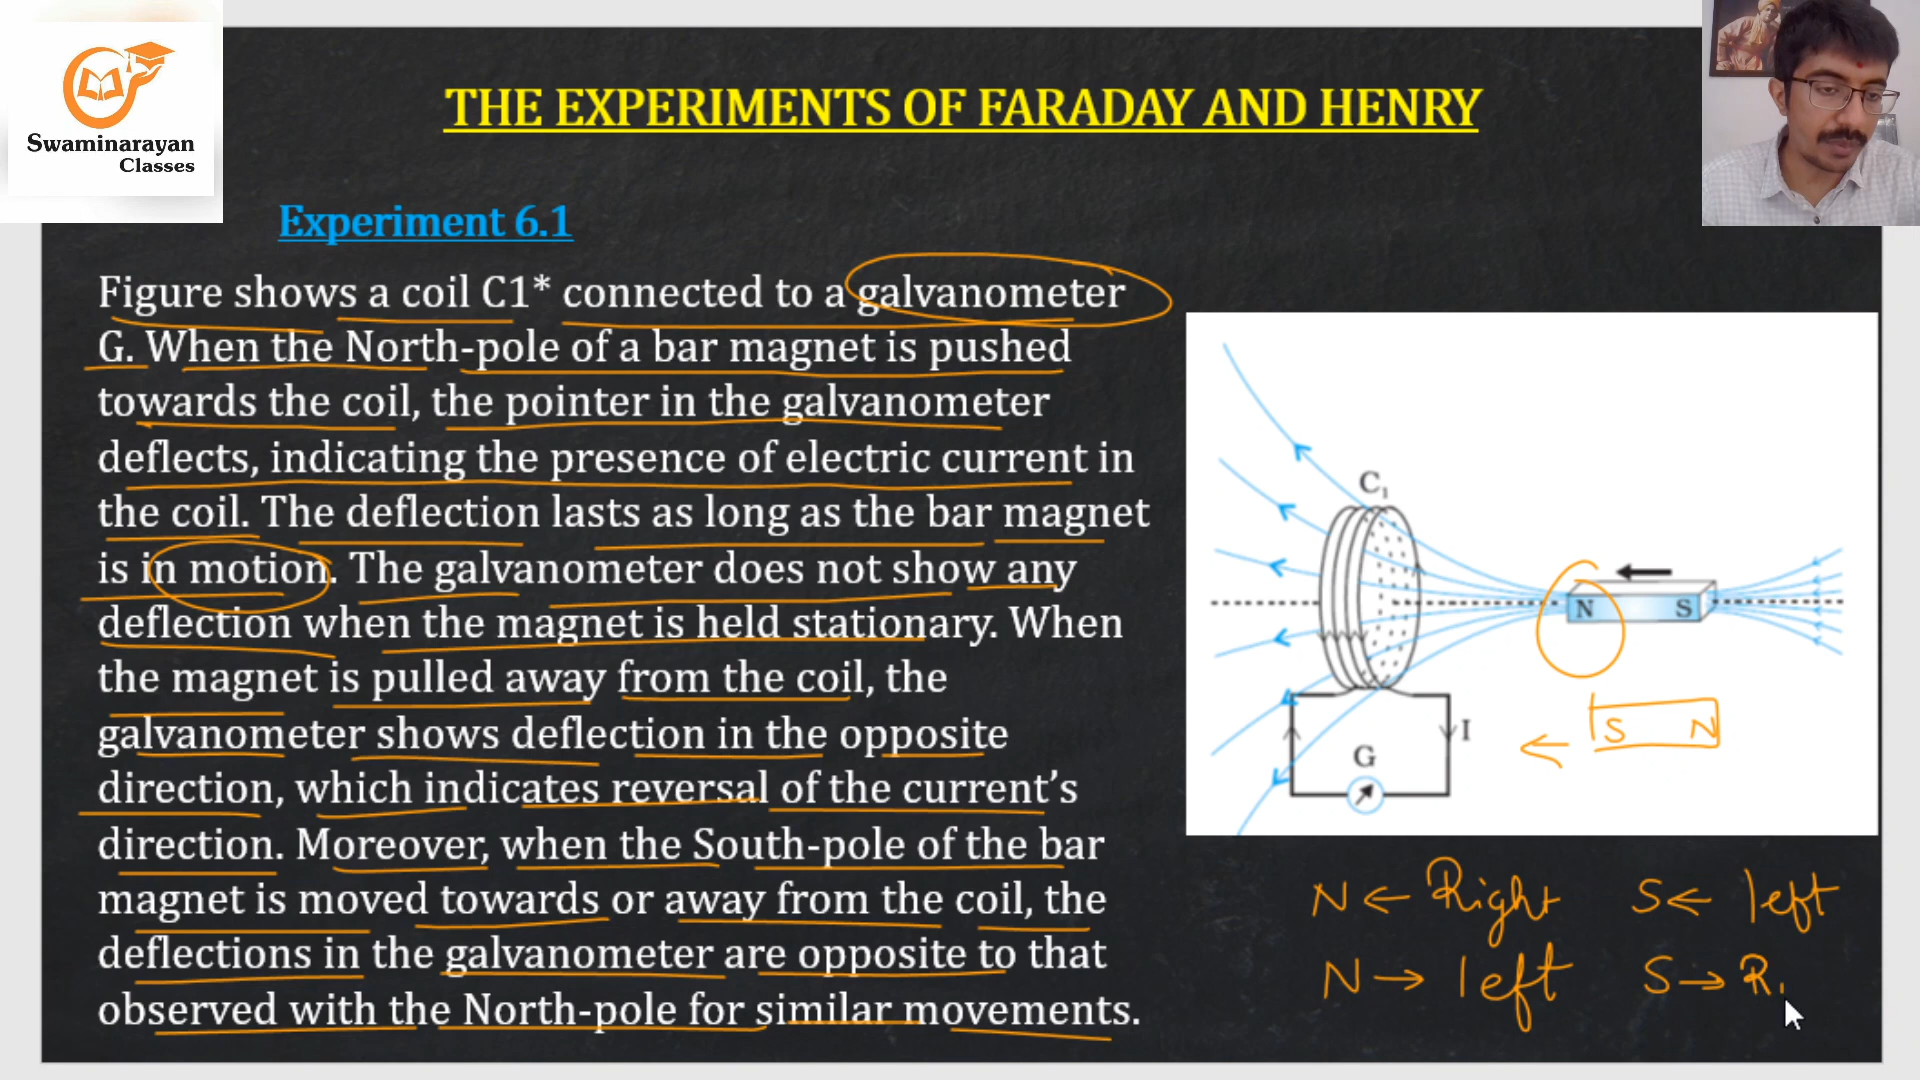 Swaminarayan
Classes
THE EXPERIMENTS OF FARADAY AND HENRY
Experiment 6.1
Figure shows a coil C1* connected to a galvanometer
G. When the North-pole of a bar magnet is pushed
towards the coil, the pointer in the galvanometer
deflects, indicating the presence of electric current in
the coil. The deflection lasts as long as the bar magnet
is in motion. The galvanometer does not show any
deflection when the magnet is held stationary. When
the magnet is pulled away from the coil, the
galvanometer shows deflection in the opposite
direction, which indicates reversal of the current's
direction. Moreover, when the South-pole of the bar
magnet is moved towards or away from the coil, the
deflections in the galvanometer are opposite to that
observed with the North-pole for similar movements.
C₁
N S
I
G
S N
N ← Right S ← left
N → left S → R.